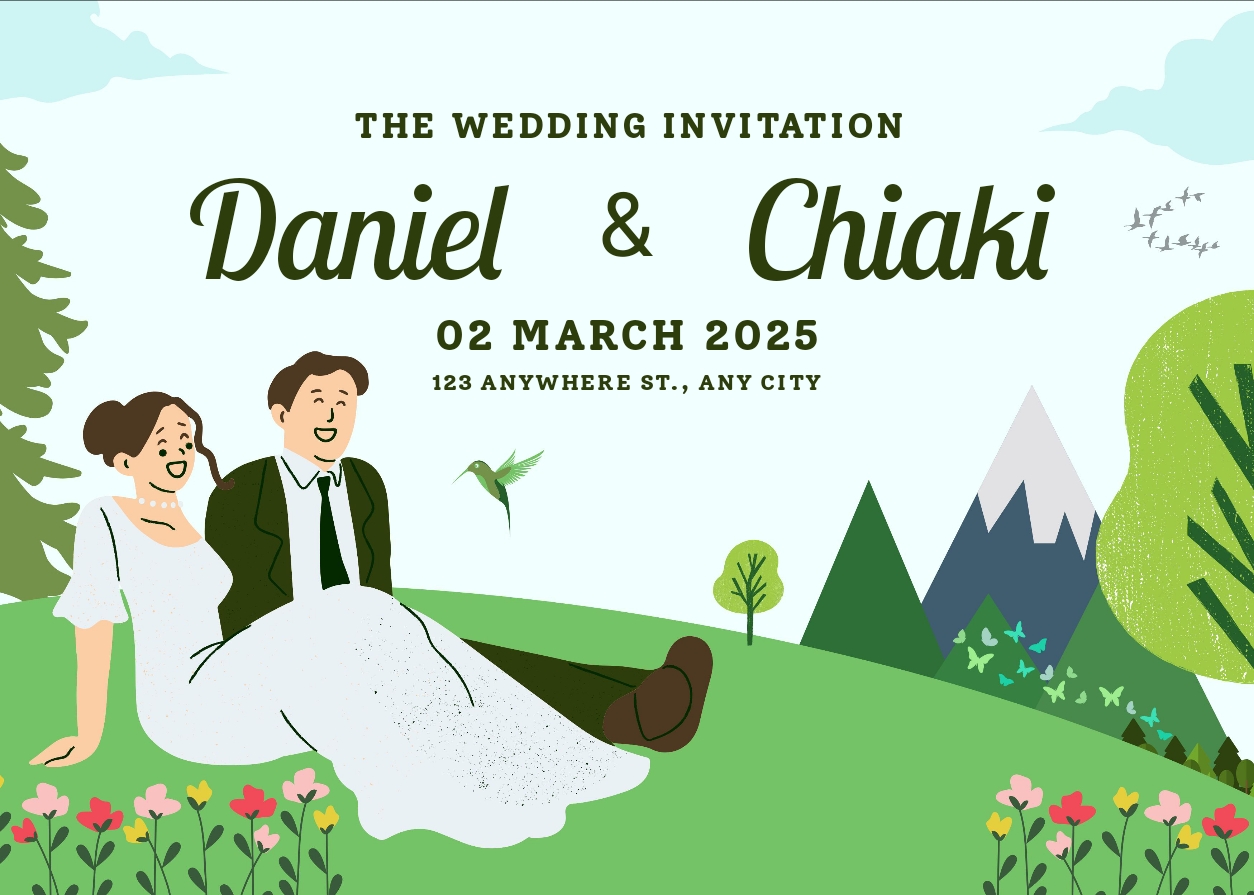 THE WEDDING INVITATION
Daniel & Chiaki
02 MARCH 2025
123 ANYWHERE ST., ANY CITY